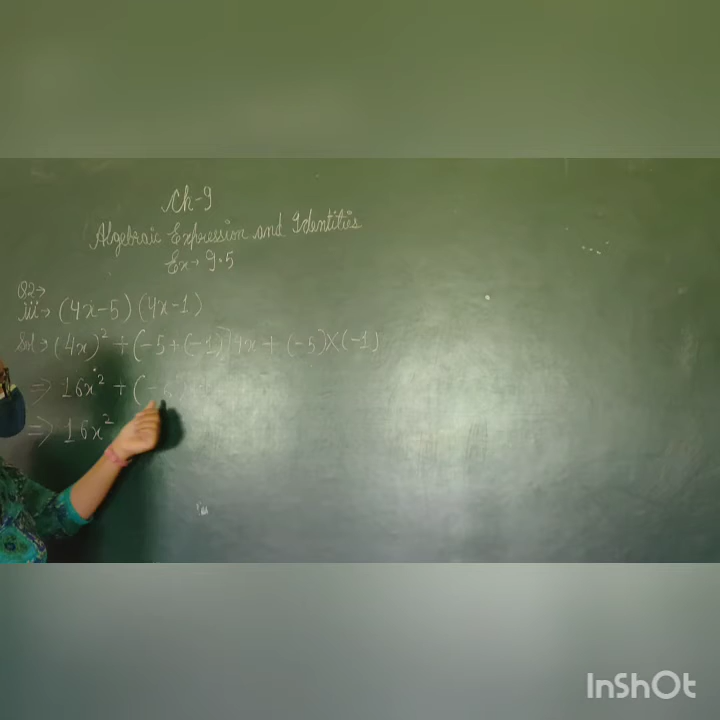 Ch-9
Algebraic Expression and Identities
Ex→ 9.5
Q2→
iii→ (4x-5) (4x-1)
Sol→ (4x)² + (-5+(-1)) 4x + (-5)×(-1)
⇒ 16x² + (-6)
⇒ 16x²
InShOt